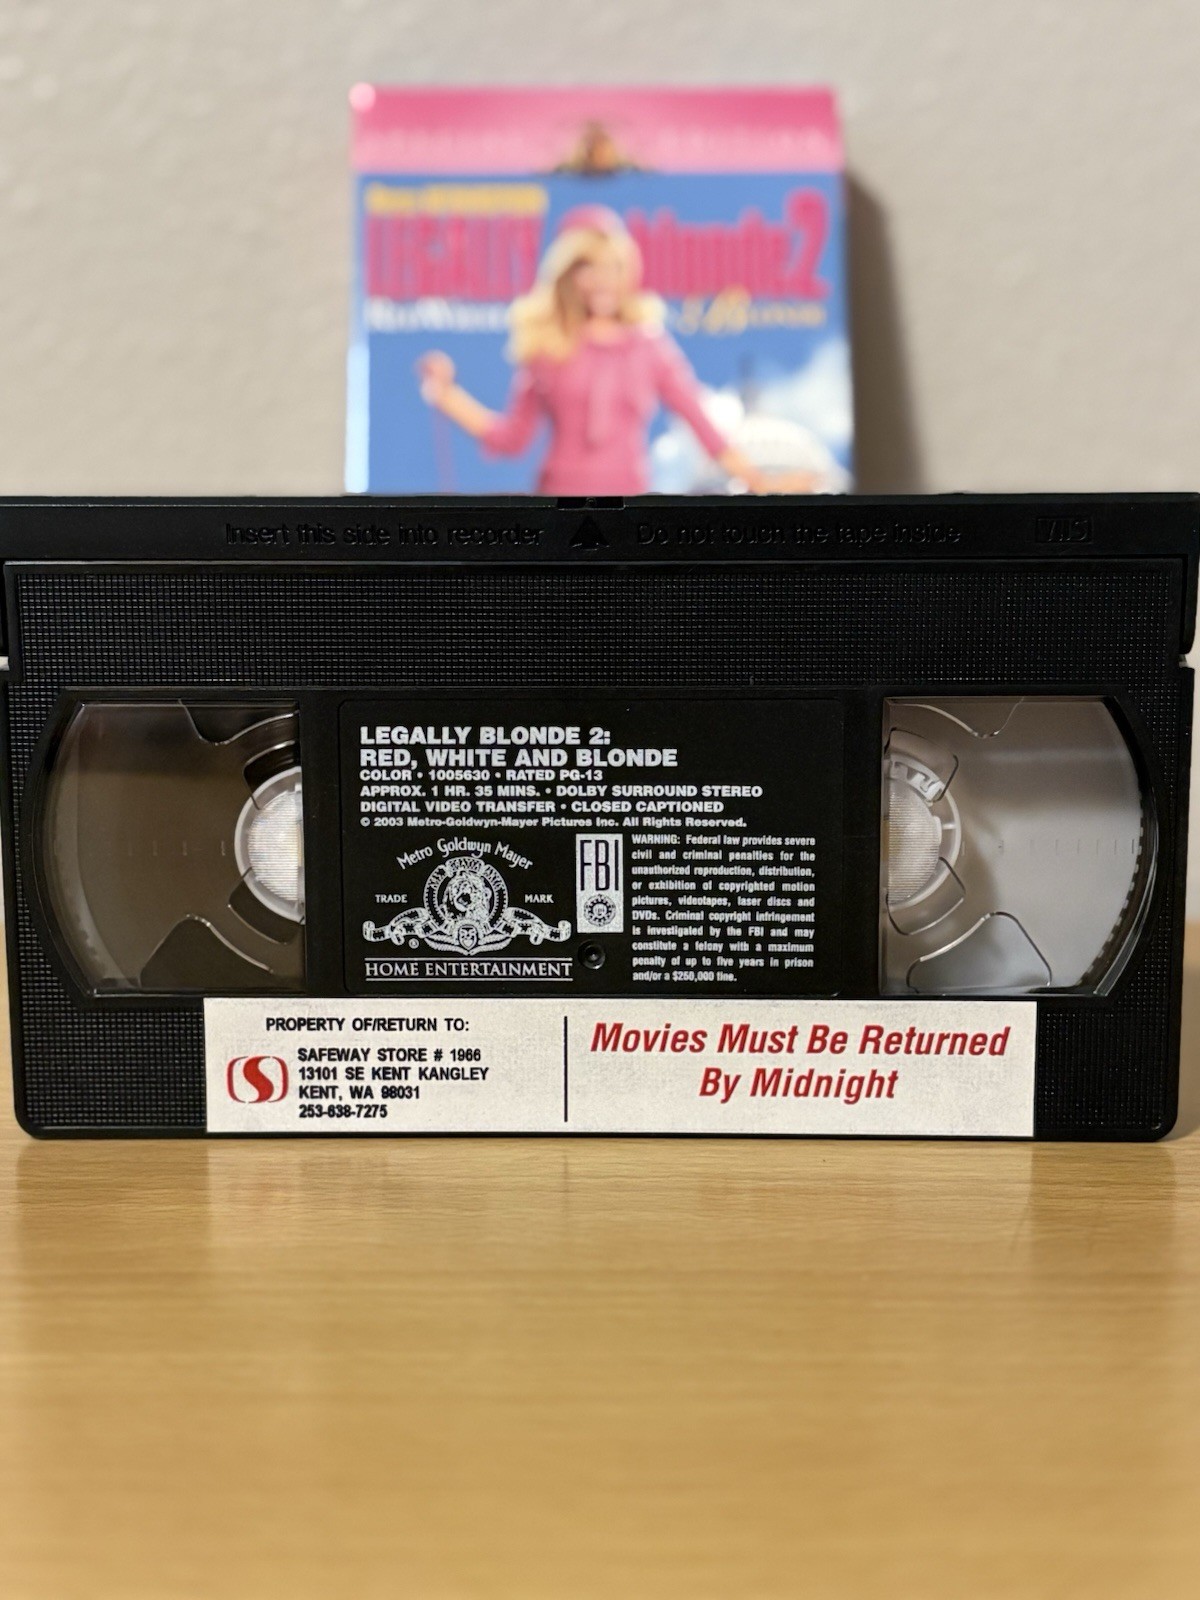 SPECIAL EDITION
LEGALLY blonde 2
Insert this side into recorder Do not touch the tape inside VHS
LEGALLY BLONDE 2:
RED, WHITE AND BLONDE
COLOR • 1005630 • RATED PG-13
APPROX. 1 HR. 35 MINS. • DOLBY SURROUND STEREO
DIGITAL VIDEO TRANSFER • CLOSED CAPTIONED
© 2003 Metro-Goldwyn-Mayer Pictures Inc. All Rights Reserved.
Metro Goldwyn Mayer
TRADE MARK
®
HOME ENTERTAINMENT
FBI
WARNING: Federal law provides severe
civil and criminal penalties for the
unauthorized reproduction, distribution,
or exhibition of copyrighted motion
pictures, videotapes, laser discs and
DVDs. Criminal copyright infringement
is investigated by the FBI and may
constitute a felony with a maximum
penalty of up to five years in prison
and/or a $250,000 fine.
PROPERTY OF/RETURN TO:
SAFEWAY STORE # 1966
13101 SE KENT KANGLEY
KENT, WA 98031
253-638-7275
Movies Must Be Returned
By Midnight